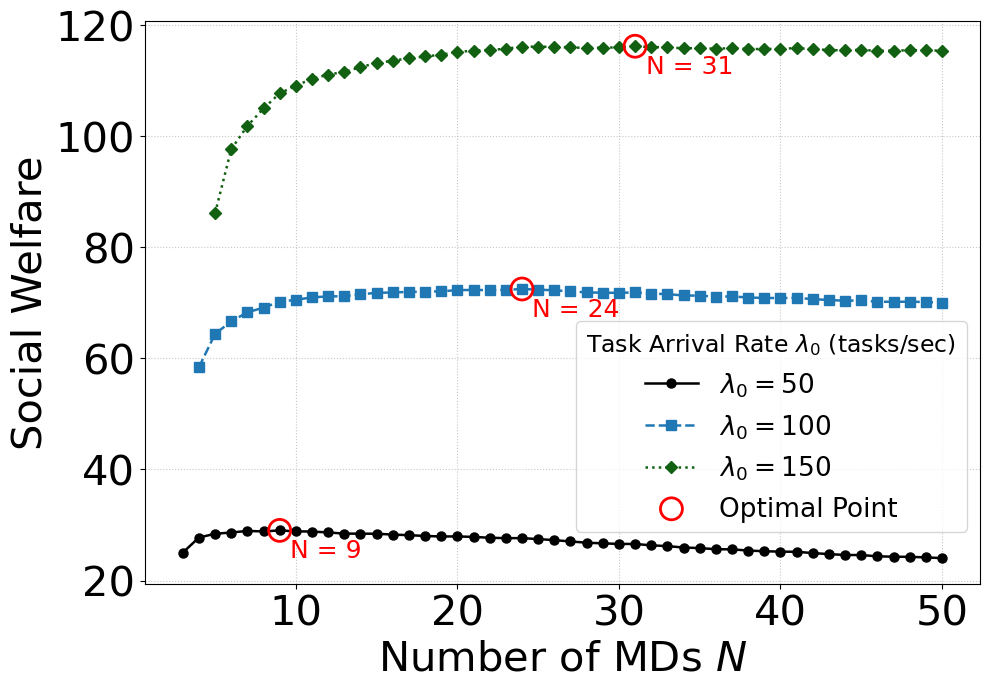 120
100
80
60
40
20
Social Welfare
N = 31
N = 24
N = 9
Task Arrival Rate λ₀ (tasks/sec)
λ₀ = 50
λ₀ = 100
λ₀ = 150
Optimal Point
10 20 30 40 50
Number of MDs N